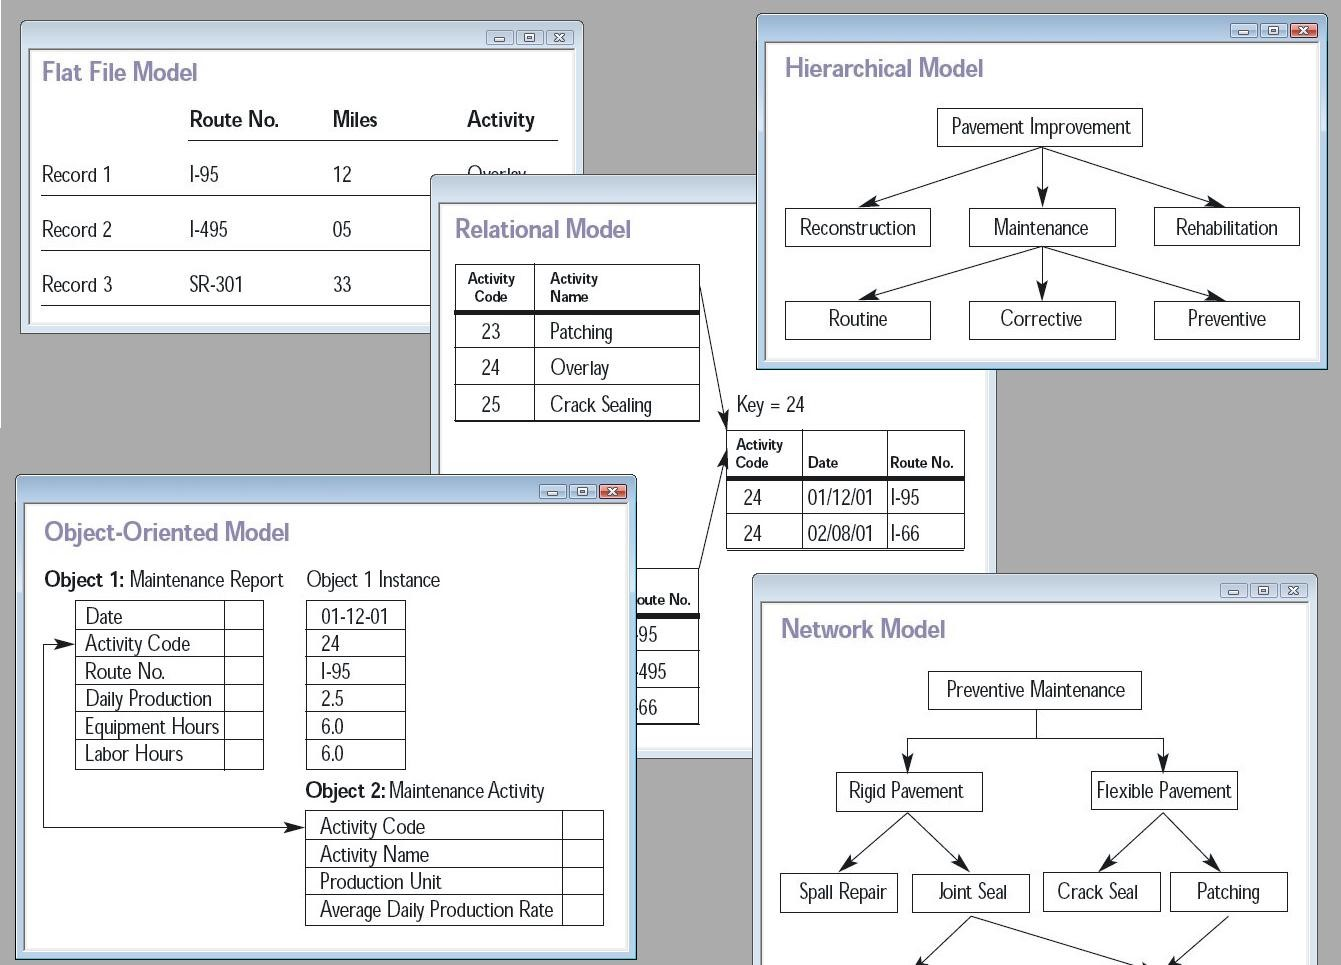 Flat File Model
Route No. Miles Activity
Record 1 I-95 12 Overlay
Record 2 I-495 05
Record 3 SR-301 33
Hierarchical Model
Pavement Improvement
Reconstruction Maintenance Rehabilitation
Routine Corrective Preventive
Relational Model
Activity Code Activity Name
23 Patching
24 Overlay
25 Crack Sealing
Key = 24
Activity Code Date Route No.
24 01/12/01 I-95
24 02/08/01 I-66
oute No.
-95
-495
-66
Object-Oriented Model
Object 1: Maintenance Report Object 1 Instance
Date 01-12-01
Activity Code 24
Route No. I-95
Daily Production 2.5
Equipment Hours 6.0
Labor Hours 6.0
Object 2: Maintenance Activity
Activity Code
Activity Name
Production Unit
Average Daily Production Rate
Network Model
Preventive Maintenance
Rigid Pavement Flexible Pavement
Spall Repair Joint Seal Crack Seal Patching